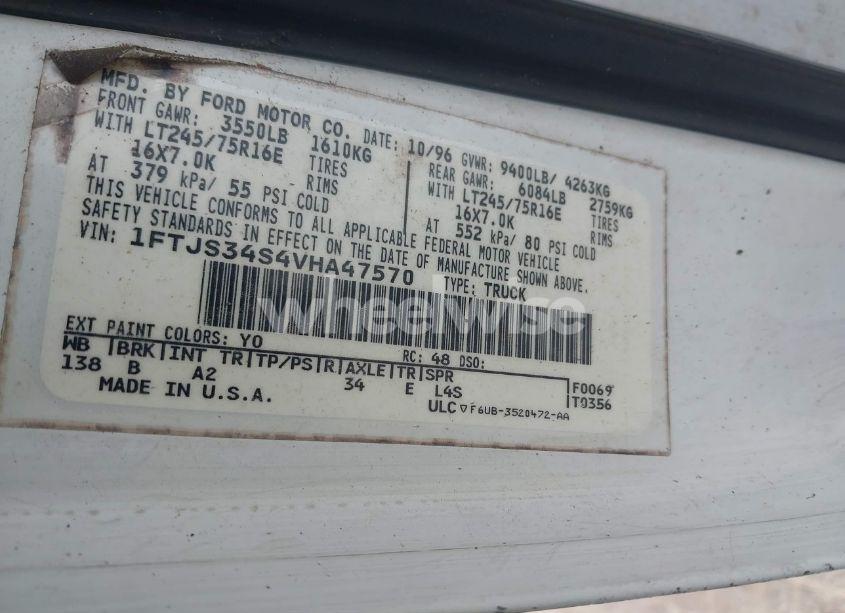 MFD. BY FORD MOTOR CO.
DATE: 10/96 GVWR: 9400LB/ 4263KG
FRONT GAWR: 3550LB 1610KG
REAR GAWR: 6084LB 2759KG
WITH LT245/75R16E TIRES
WITH LT245/75R16E TIRES
16X7.0K RIMS
16X7.0K RIMS
AT 379 kPa/ 55 PSI COLD
AT 552 kPa/ 80 PSI COLD
THIS VEHICLE CONFORMS TO ALL APPLICABLE FEDERAL MOTOR VEHICLE
SAFETY STANDARDS IN EFFECT ON THE DATE OF MANUFACTURE SHOWN ABOVE.
VIN: 1FTJS34S4VHA47570
TYPE: TRUCK
wheelwise
EXT PAINT COLORS: YO RC: 48 DSO:
WB |BRK|INT TR|TP/PS|R|AXLE|TR|SPR
138 B A2 34 E L4S
F0069
T0356
MADE IN U.S.A.
ULC ▽F6UB-3520472-AA